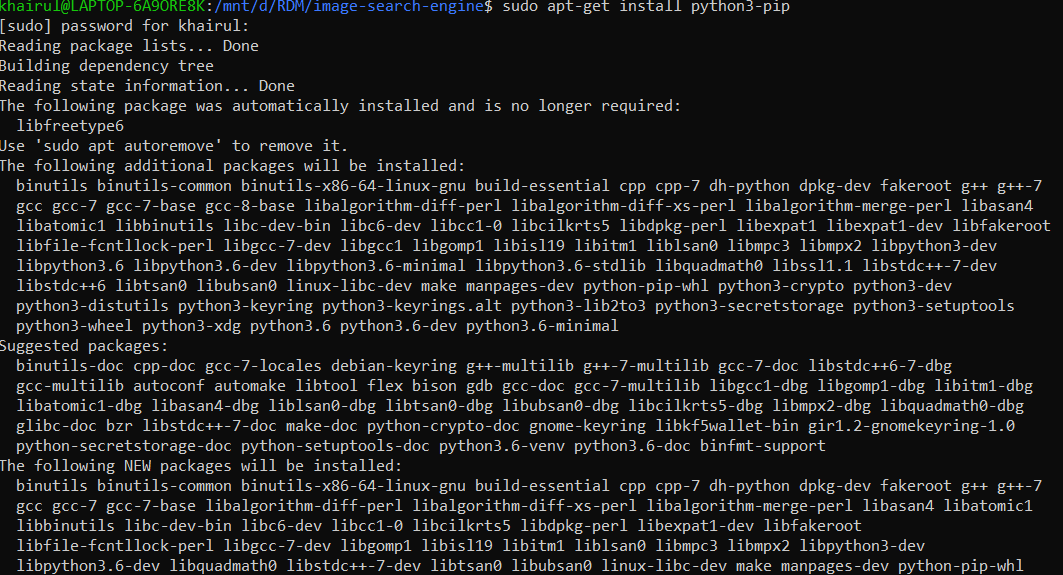 khairul@LAPTOP-6A9ORE8K:/mnt/d/RDM/image-search-engine$ sudo apt-get install python3-pip
[sudo] password for khairul:
Reading package lists... Done
Building dependency tree
Reading state information... Done
The following package was automatically installed and is no longer required:
  libfreetype6
Use 'sudo apt autoremove' to remove it.
The following additional packages will be installed:
  binutils binutils-common binutils-x86-64-linux-gnu build-essential cpp cpp-7 dh-python dpkg-dev fakeroot g++ g++-7
  gcc gcc-7 gcc-7-base gcc-8-base libalgorithm-diff-perl libalgorithm-diff-xs-perl libalgorithm-merge-perl libasan4
  libatomic1 libbinutils libc-dev-bin libc6-dev libcc1-0 libcilkrts5 libdpkg-perl libexpat1 libexpat1-dev libfakeroot
  libfile-fcntllock-perl libgcc-7-dev libgcc1 libgomp1 libisl19 libitm1 liblsan0 libmpc3 libmpx2 libpython3-dev
  libpython3.6 libpython3.6-dev libpython3.6-minimal libpython3.6-stdlib libquadmath0 libssl1.1 libstdc++-7-dev
  libstdc++6 libtsan0 libubsan0 linux-libc-dev make manpages-dev python-pip-whl python3-crypto python3-dev
  python3-distutils python3-keyring python3-keyrings.alt python3-lib2to3 python3-secretstorage python3-setuptools
  python3-wheel python3-xdg python3.6 python3.6-dev python3.6-minimal
Suggested packages:
  binutils-doc cpp-doc gcc-7-locales debian-keyring g++-multilib g++-7-multilib gcc-7-doc libstdc++6-7-dbg
  gcc-multilib autoconf automake libtool flex bison gdb gcc-doc gcc-7-multilib libgcc1-dbg libgomp1-dbg libitm1-dbg
  libatomic1-dbg libasan4-dbg liblsan0-dbg libtsan0-dbg libubsan0-dbg libcilkrts5-dbg libmpx2-dbg libquadmath0-dbg
  glibc-doc bzr libstdc++-7-doc make-doc python-crypto-doc gnome-keyring libkf5wallet-bin gir1.2-gnomekeyring-1.0
  python-secretstorage-doc python-setuptools-doc python3.6-venv python3.6-doc binfmt-support
The following NEW packages will be installed:
  binutils binutils-common binutils-x86-64-linux-gnu build-essential cpp cpp-7 dh-python dpkg-dev fakeroot g++ g++-7
  gcc gcc-7 gcc-7-base libalgorithm-diff-perl libalgorithm-diff-xs-perl libalgorithm-merge-perl libasan4 libatomic1
  libbinutils libc-dev-bin libc6-dev libcc1-0 libcilkrts5 libdpkg-perl libexpat1-dev libfakeroot
  libfile-fcntllock-perl libgcc-7-dev libgomp1 libisl19 libitm1 liblsan0 libmpc3 libmpx2 libpython3-dev
  libpython3.6-dev libquadmath0 libstdc++-7-dev libtsan0 libubsan0 linux-libc-dev make manpages-dev python-pip-whl